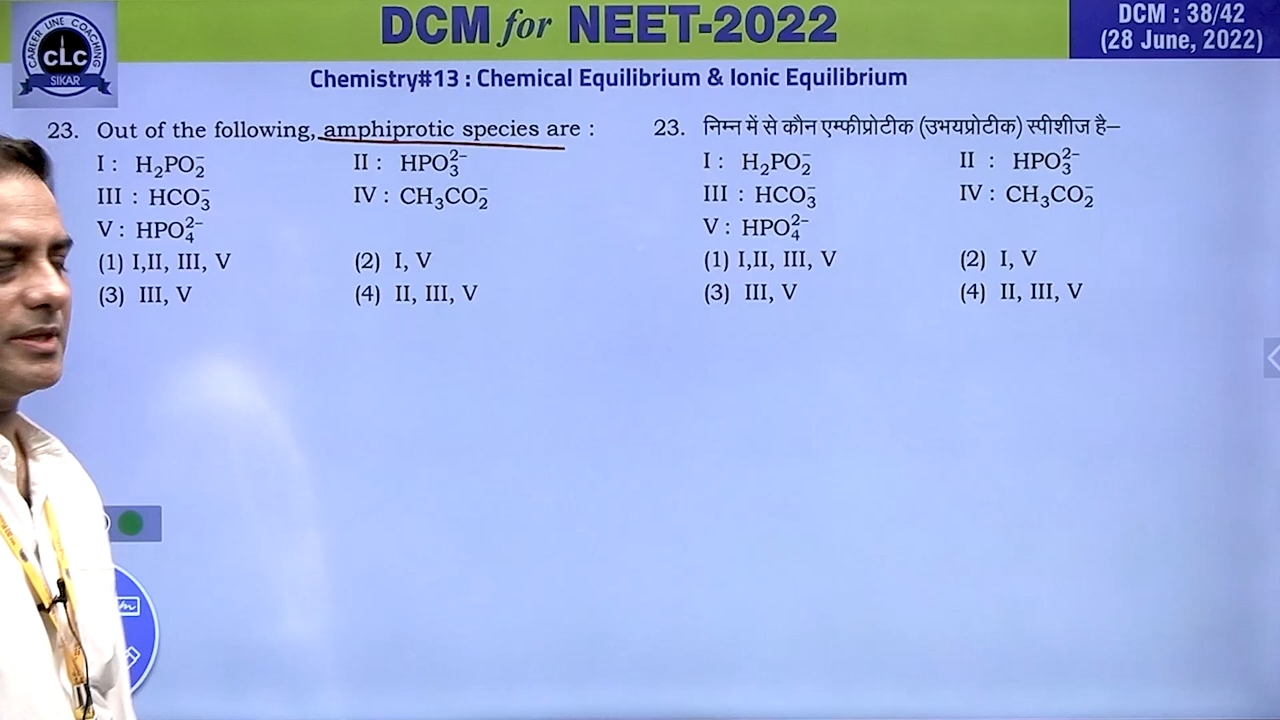 CAREER LINE COACHING
CLC
SIKAR
DCM for NEET-2022
DCM : 38/42
(28 June, 2022)
Chemistry#13 : Chemical Equilibrium & Ionic Equilibrium
23. Out of the following, amphiprotic species are :
I : H₂PO₂⁻ II : HPO₃²⁻
III : HCO₃⁻ IV : CH₃CO₂⁻
V : HPO₄²⁻
(1) I,II, III, V (2) I, V
(3) III, V (4) II, III, V
23. निम्न में से कौन एम्फीप्रोटीक (उभयप्रोटीक) स्पीशीज है–
I : H₂PO₂⁻ II : HPO₃²⁻
III : HCO₃⁻ IV : CH₃CO₂⁻
V : HPO₄²⁻
(1) I,II, III, V (2) I, V
(3) III, V (4) II, III, V